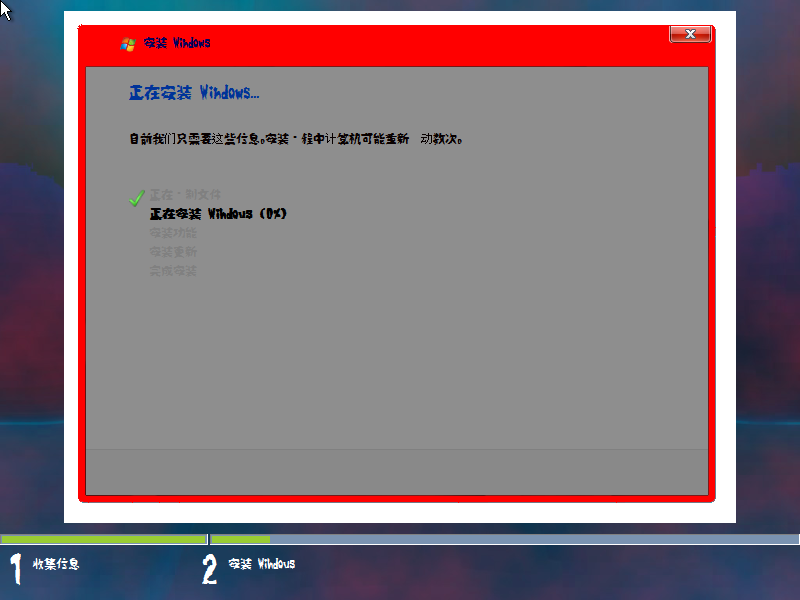 安装 Windows
正在安装 Windows...
目前我们只需要这些信息。安装·程中计算机可能重新 动数次。
正在·制文件
正在安装 Windows (0%)
安装功能
安装重新
完成安装
1 收集信息
2 安装 Windows